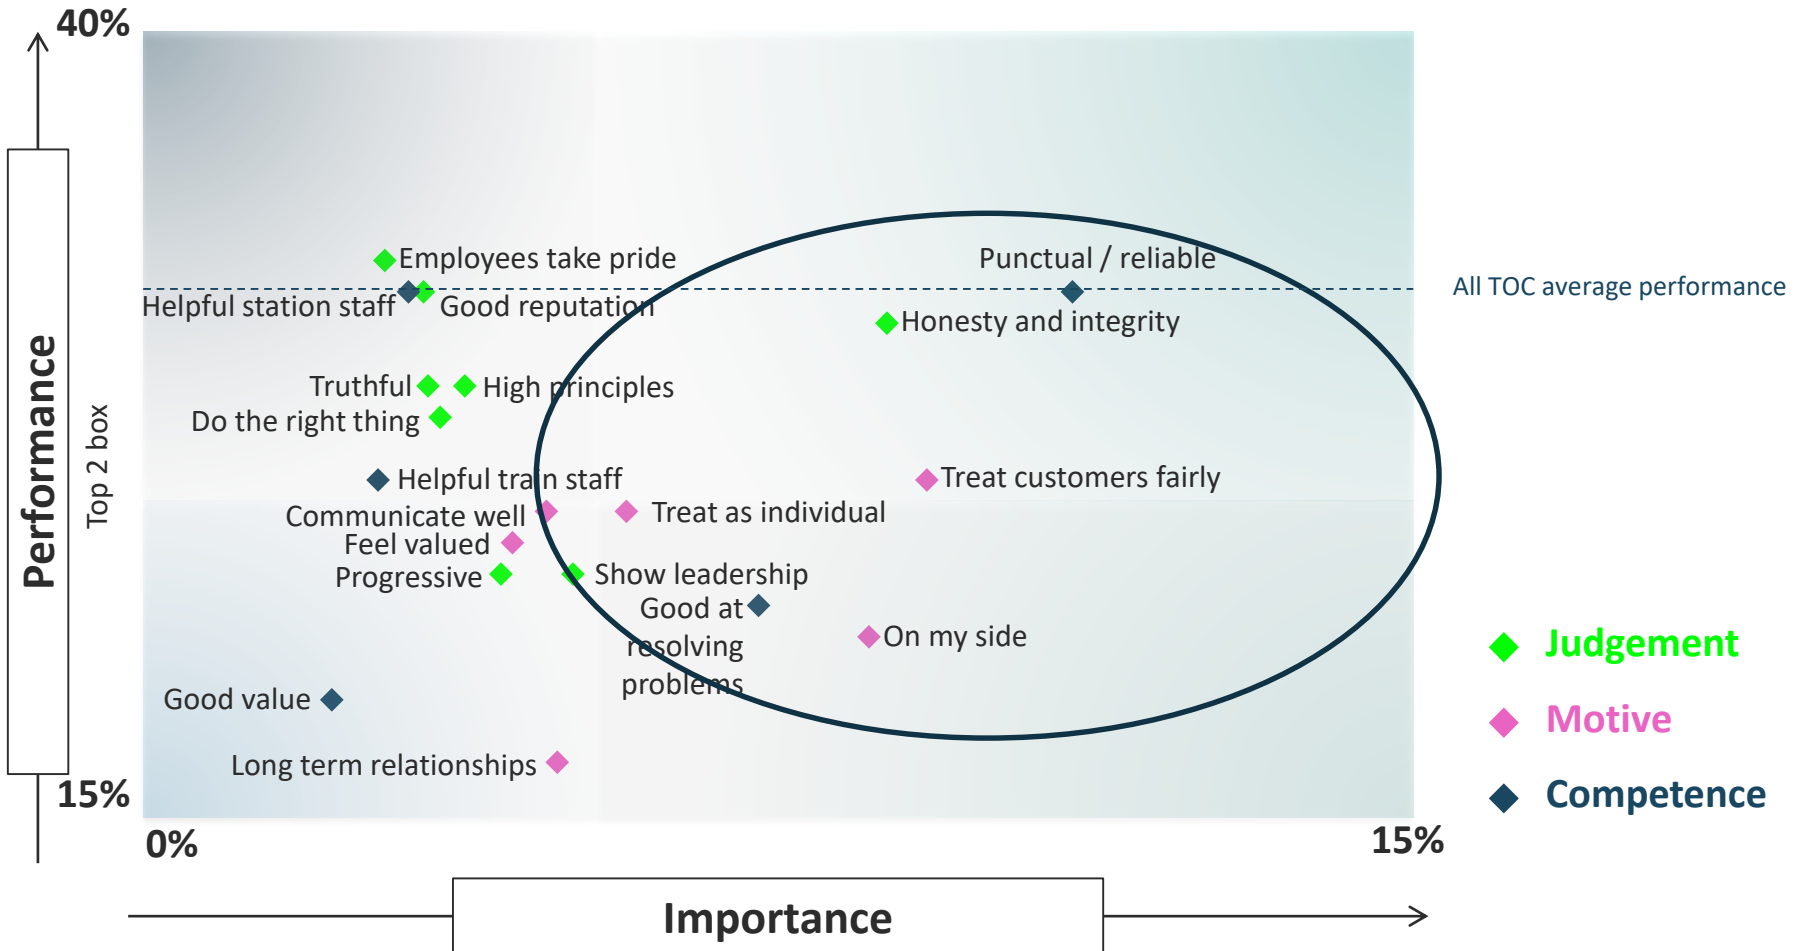 40%
Employees take pride
Punctual / reliable
All TOC average performance
Helpful station staff
Good reputation
Honesty and integrity
Truthful
High principles
Do the right thing
Performance
Top 2 box
Helpful train staff
Treat customers fairly
Communicate well
Treat as individual
Feel valued
Progressive
Show leadership
Good at
resolving
problems
On my side
Judgement
Good value
Motive
Long term relationships
15%
Competence
0%
15%
Importance